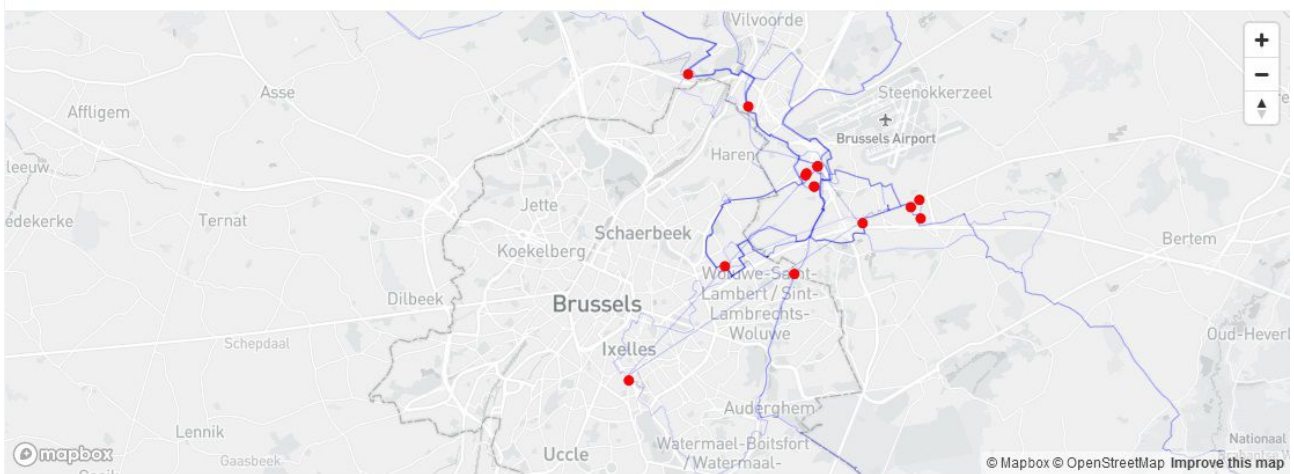 Vilvoorde
+
−
Asse
Steenokkerzeel
Affligem
Brussels Airport
Haren
leeuw
Jette
edekerke
Ternat
Schaerbeek
Koekelberg
Bertem
Woluwe-Saint-
Lambert / Sint-
Lambrechts-
Woluwe
Dilbeek
Brussels
Schepdaal
Oud-Heverl
Ixelles
Auderghem
Lennik
Watermael-Boitsfort
/ Watermael-
Nationaal
Gaasbeek
Uccle
mapbox
© Mapbox © OpenStreetMap Improve this map